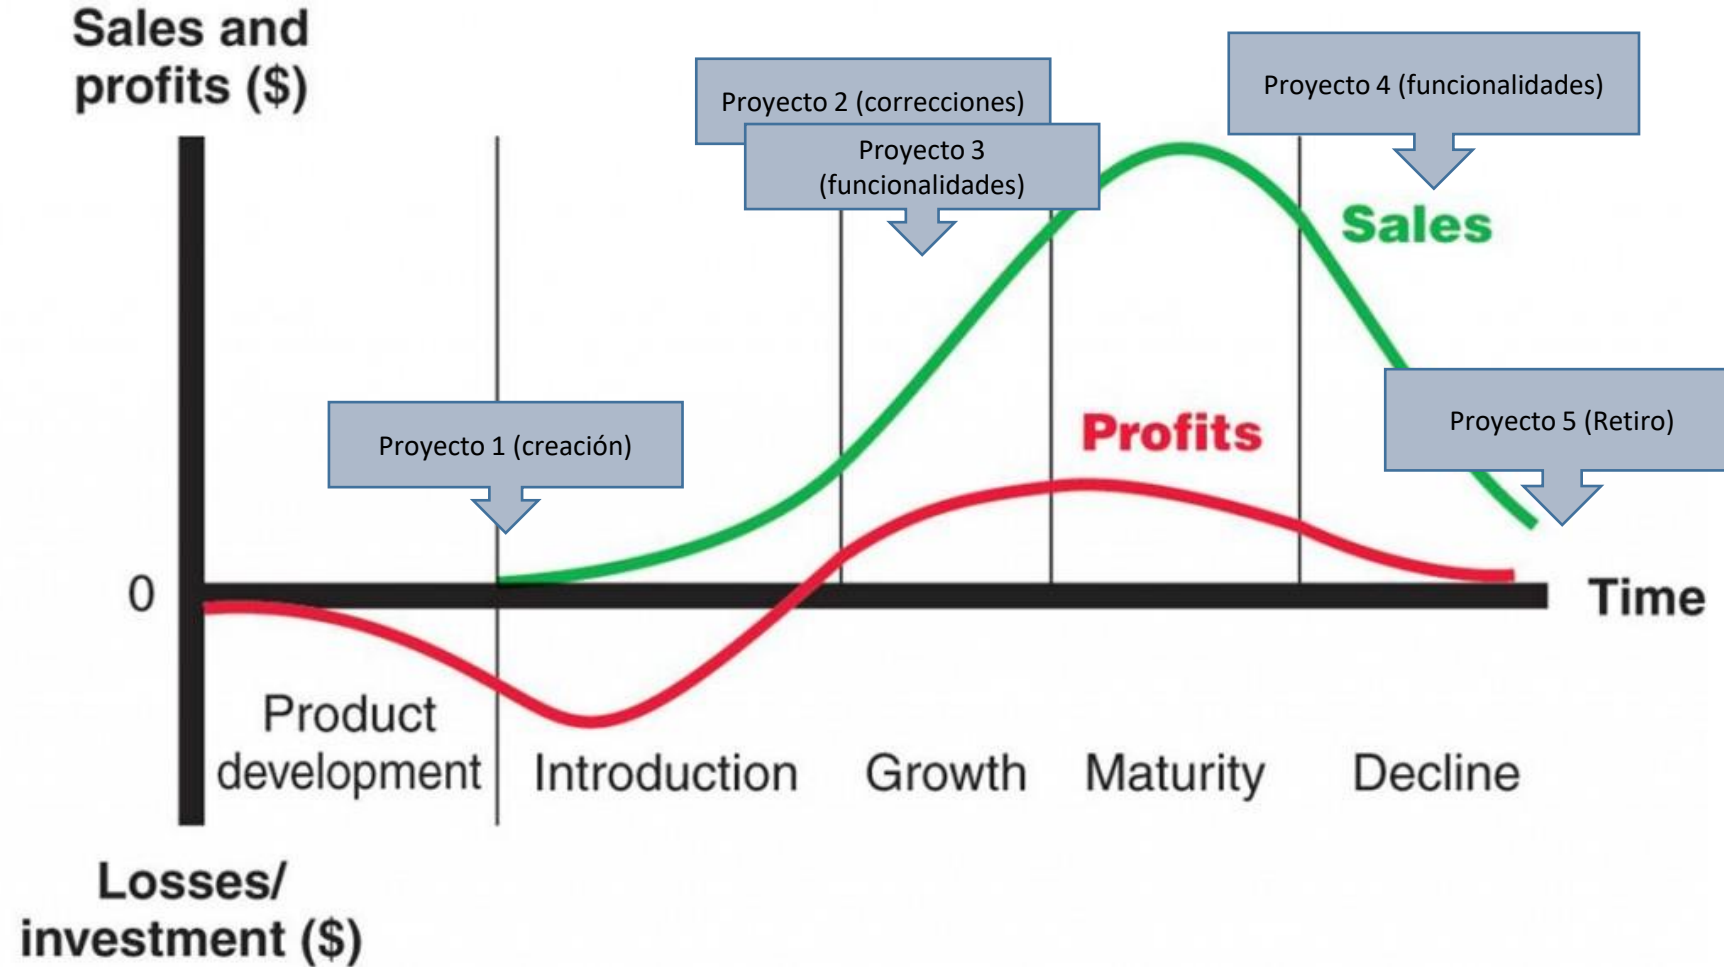 Sales and
profits ($)
Proyecto 2 (correcciones)
Proyecto 3
(funcionalidades)
Proyecto 4 (funcionalidades)
Sales
Proyecto 1 (creación)
Profits
Proyecto 5 (Retiro)
0
Time
Product
development
Introduction
Growth
Maturity
Decline
Losses/
investment ($)